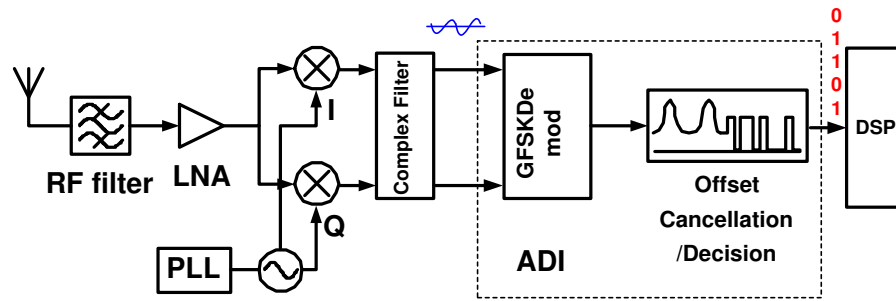 RF filter
LNA
I
Q
PLL
Complex Filter
GFSKDe
mod
ADI
Offset
Cancellation
/Decision
0
1
1
0
1
DSP